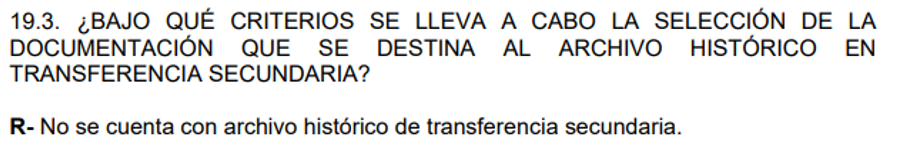 19.3. ¿BAJO QUÉ CRITERIOS SE LLEVA A CABO LA SELECCIÓN DE LA
DOCUMENTACIÓN QUE SE DESTINA AL ARCHIVO HISTÓRICO EN
TRANSFERENCIA SECUNDARIA?
R- No se cuenta con archivo histórico de transferencia secundaria.